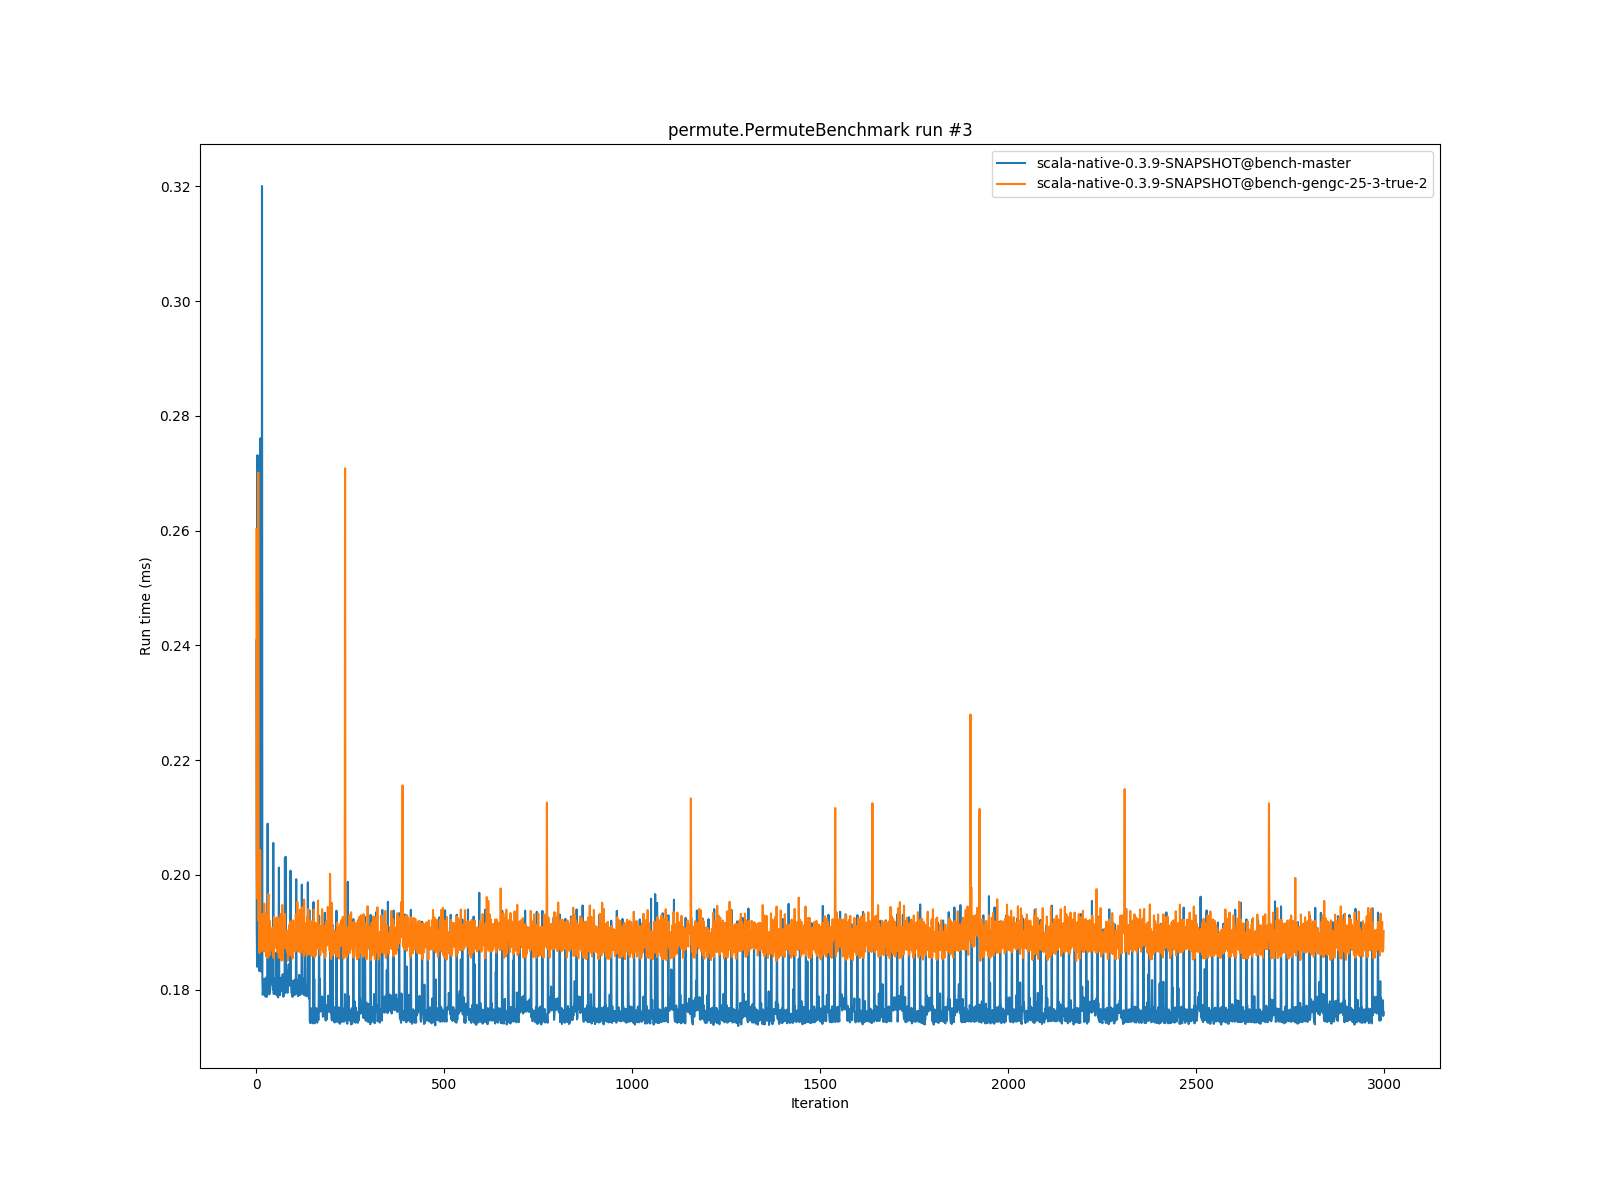 permute.PermuteBenchmark run #3
scala-native-0.3.9-SNAPSHOT@bench-master
scala-native-0.3.9-SNAPSHOT@bench-gengc-25-3-true-2
Run time (ms)
0.32
0.30
0.28
0.26
0.24
0.22
0.20
0.18
0 500 1000 1500 2000 2500 3000
Iteration